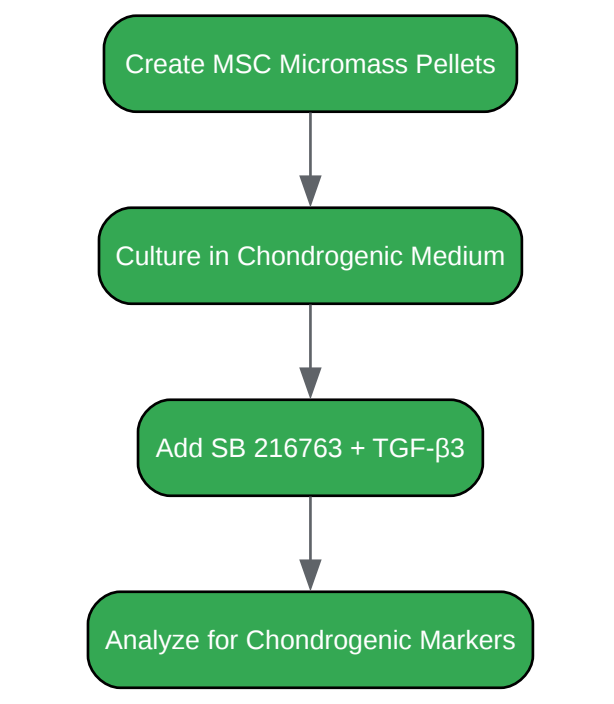 Create MSC Micromass Pellets
Culture in Chondrogenic Medium
Add SB 216763 + TGF-β3
Analyze for Chondrogenic Markers